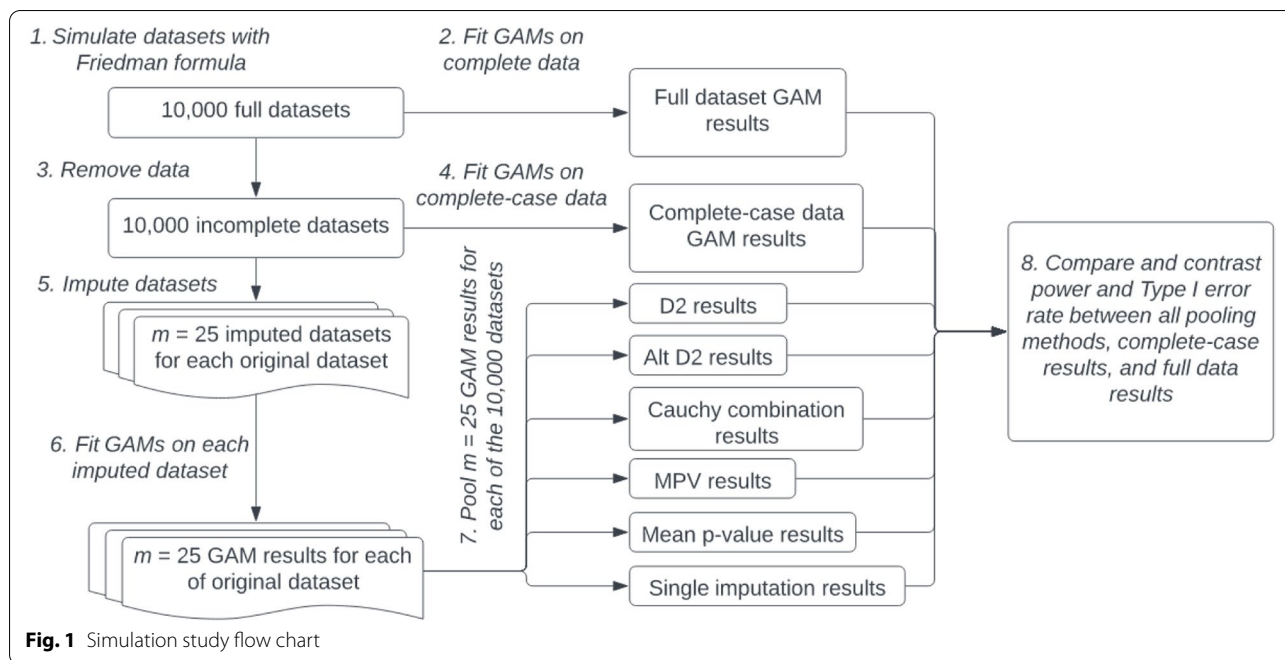 1. Simulate datasets with
Friedman formula
10,000 full datasets
2. Fit GAMs on
complete data
Full dataset GAM
results
3. Remove data
10,000 incomplete datasets
4. Fit GAMs on
complete-case data
Complete-case data
GAM results
5. Impute datasets
m = 25 imputed datasets
for each original dataset
6. Fit GAMs on each
imputed dataset
m = 25 GAM results for each
of original dataset
7. Pool m = 25 GAM results for
each of the 10,000 datasets
D2 results
Alt D2 results
Cauchy combination
results
MPV results
Mean p-value results
Single imputation results
8. Compare and contrast
power and Type I error
rate between all pooling
methods, complete-case
results, and full data
results
Fig. 1 Simulation study flow chart